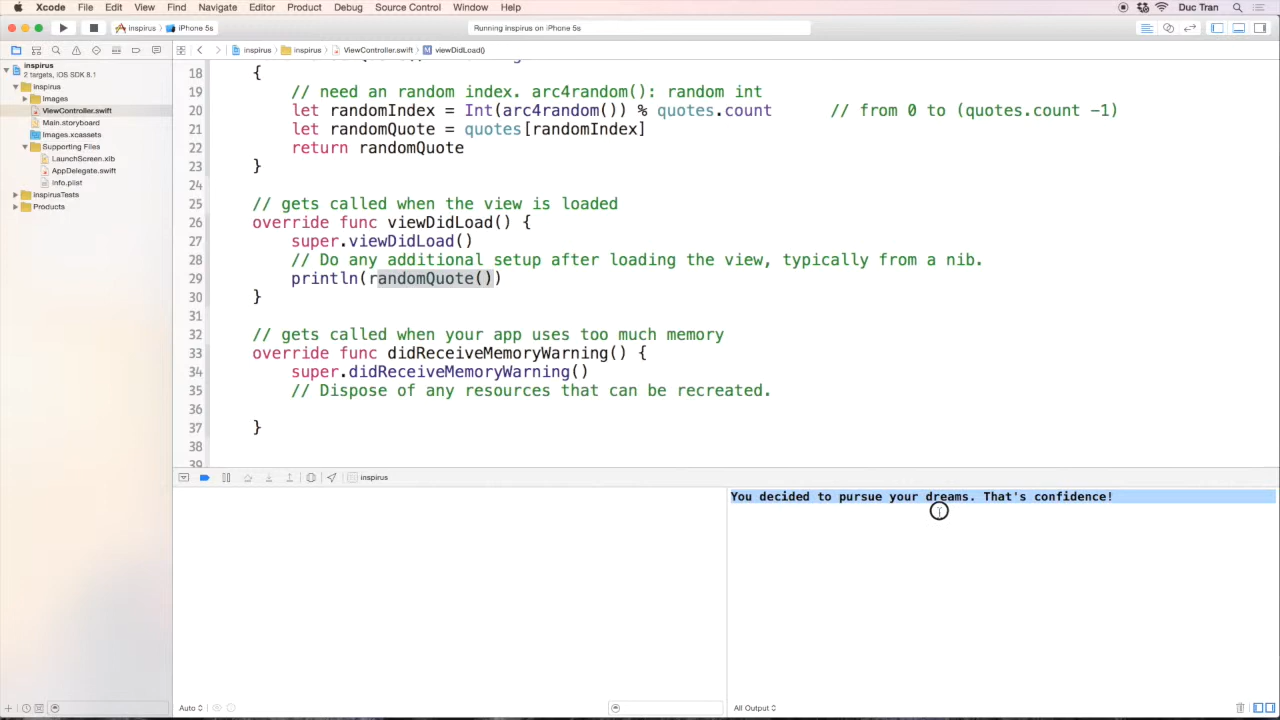 Xcode File Edit View Find Navigate Editor Product Debug Source Control Window Help Duc Tran
inspirus iPhone 5s Running inspirus on iPhone 5s
inspirus inspirus ViewController.swift M viewDidLoad()
inspirus
2 targets, iOS SDK 8.1
inspirus
Images
ViewController.swift
Main.storyboard
Images.xcassets
Supporting Files
LaunchScreen.xib
AppDelegate.swift
Info.plist
inspirusTests
Products
18 {
19 // need an random index. arc4random(): random int
20 let randomIndex = Int(arc4random()) % quotes.count // from 0 to (quotes.count -1)
21 let randomQuote = quotes[randomIndex]
22 return randomQuote
23 }
24
25 // gets called when the view is loaded
26 override func viewDidLoad() {
27 super.viewDidLoad()
28 // Do any additional setup after loading the view, typically from a nib.
29 println(randomQuote())
30 }
31
32 // gets called when your app uses too much memory
33 override func didReceiveMemoryWarning() {
34 super.didReceiveMemoryWarning()
35 // Dispose of any resources that can be recreated.
36
37 }
38
39
inspirus
You decided to pursue your dreams. That's confidence!
Auto
All Output